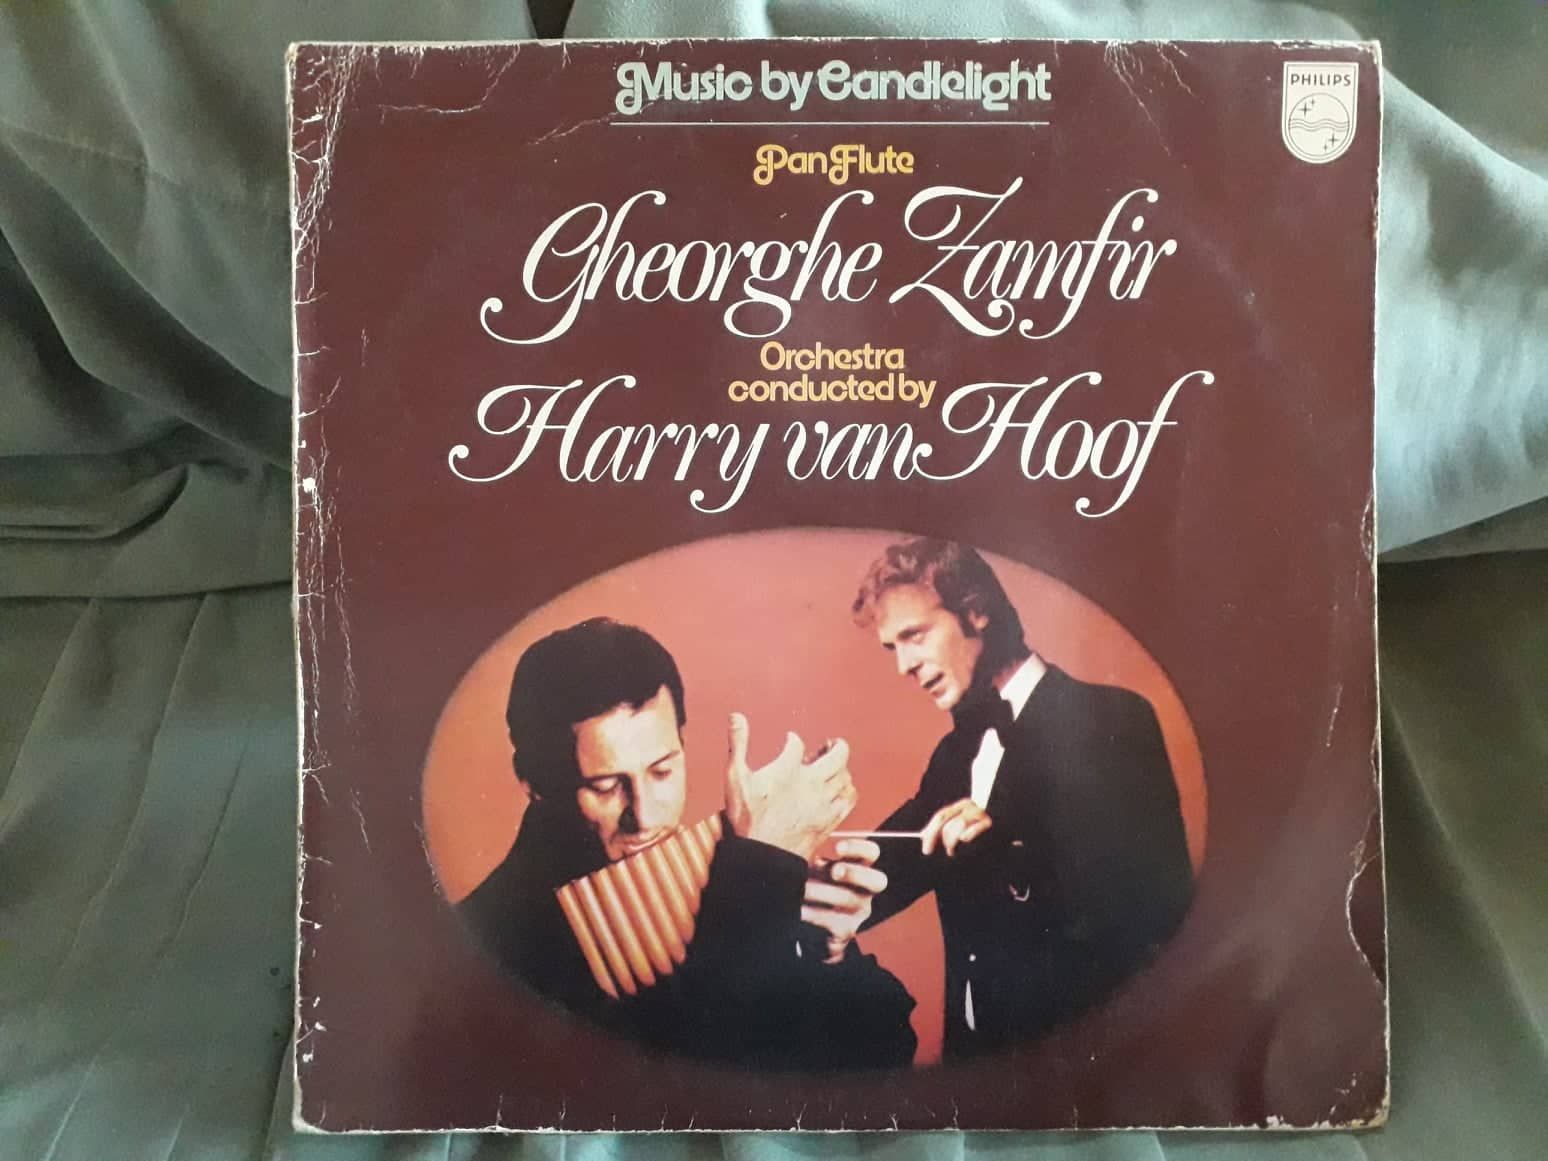 Music by Candlelight
PHILIPS
Pan Flute
Gheorghe Zamfir
Orchestra
conducted by
Harry van Hoof